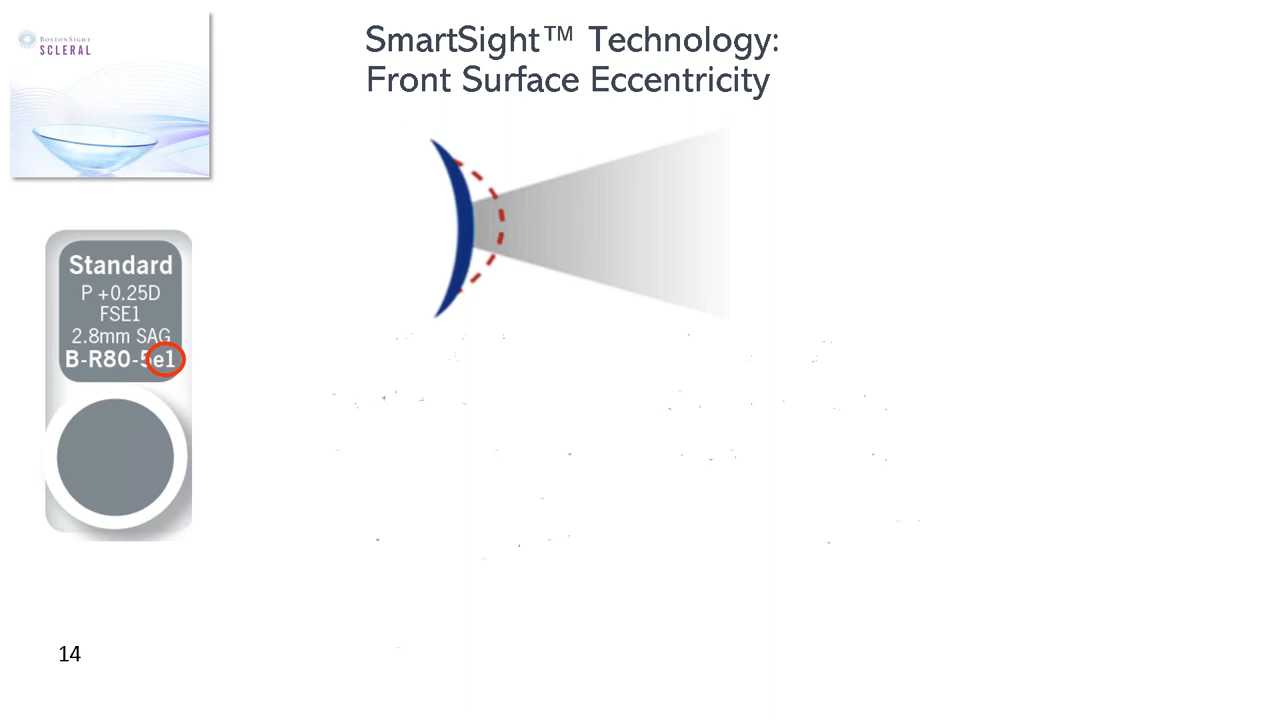 BOSTONSIGHT
SCLERAL
SmartSight™ Technology:
Front Surface Eccentricity
Standard
P +0.25D
FSE1
2.8mm SAG
B-R80-5e1
14